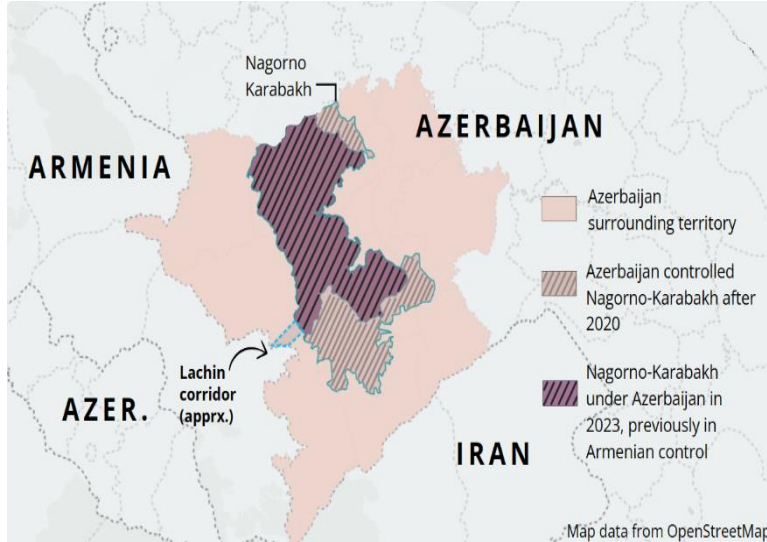 Nagorno
Karabakh
AZERBAIJAN
ARMENIA
Azerbaijan
surrounding territory
Azerbaijan controlled
Nagorno-Karabakh after
2020
Lachin
corridor
(apprx.)
Nagorno-Karabakh
under Azerbaijan in
2023, previously in
Armenian control
AZER.
IRAN
Map data from OpenStreetMap